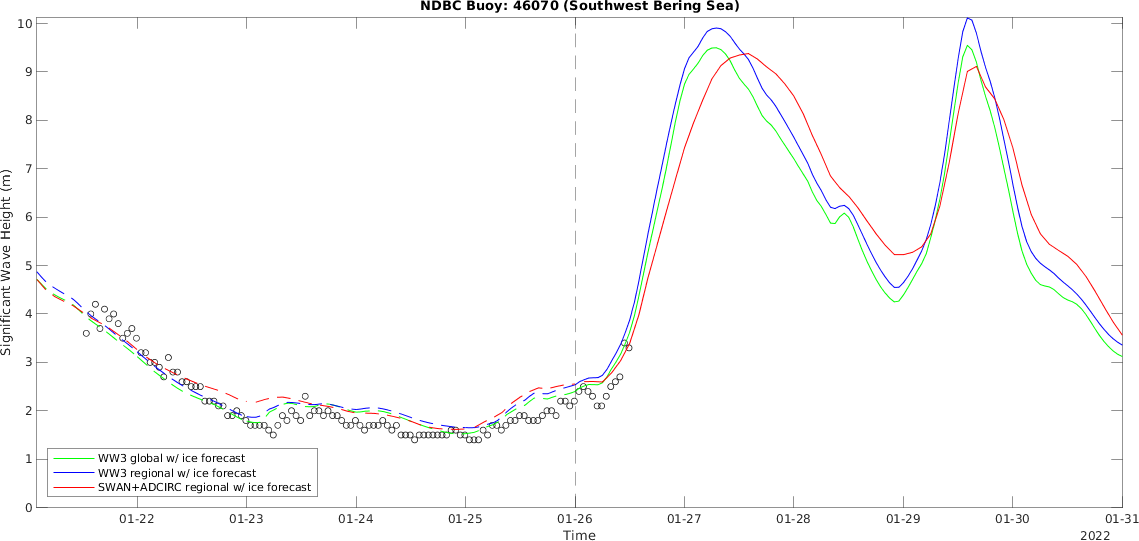 NDBC Buoy: 46070 (Southwest Bering Sea)
Significant Wave Height (m)
10
9
8
7
6
5
4
3
2
1
0
WW3 global w/ ice forecast
WW3 regional w/ ice forecast
SWAN+ADCIRC regional w/ ice forecast
01-22 01-23 01-24 01-25 01-26 01-27 01-28 01-29 01-30 01-31
Time
2022